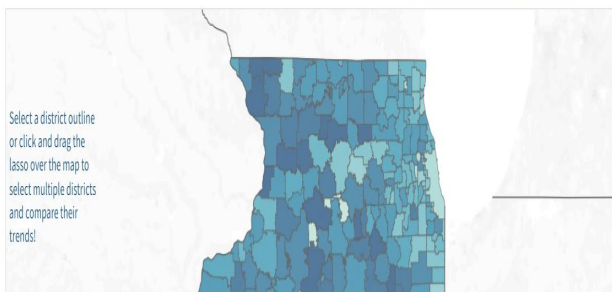 Select a district outline
or click and drag the
lasso over the map to
select multiple districts
and compare their
trends!